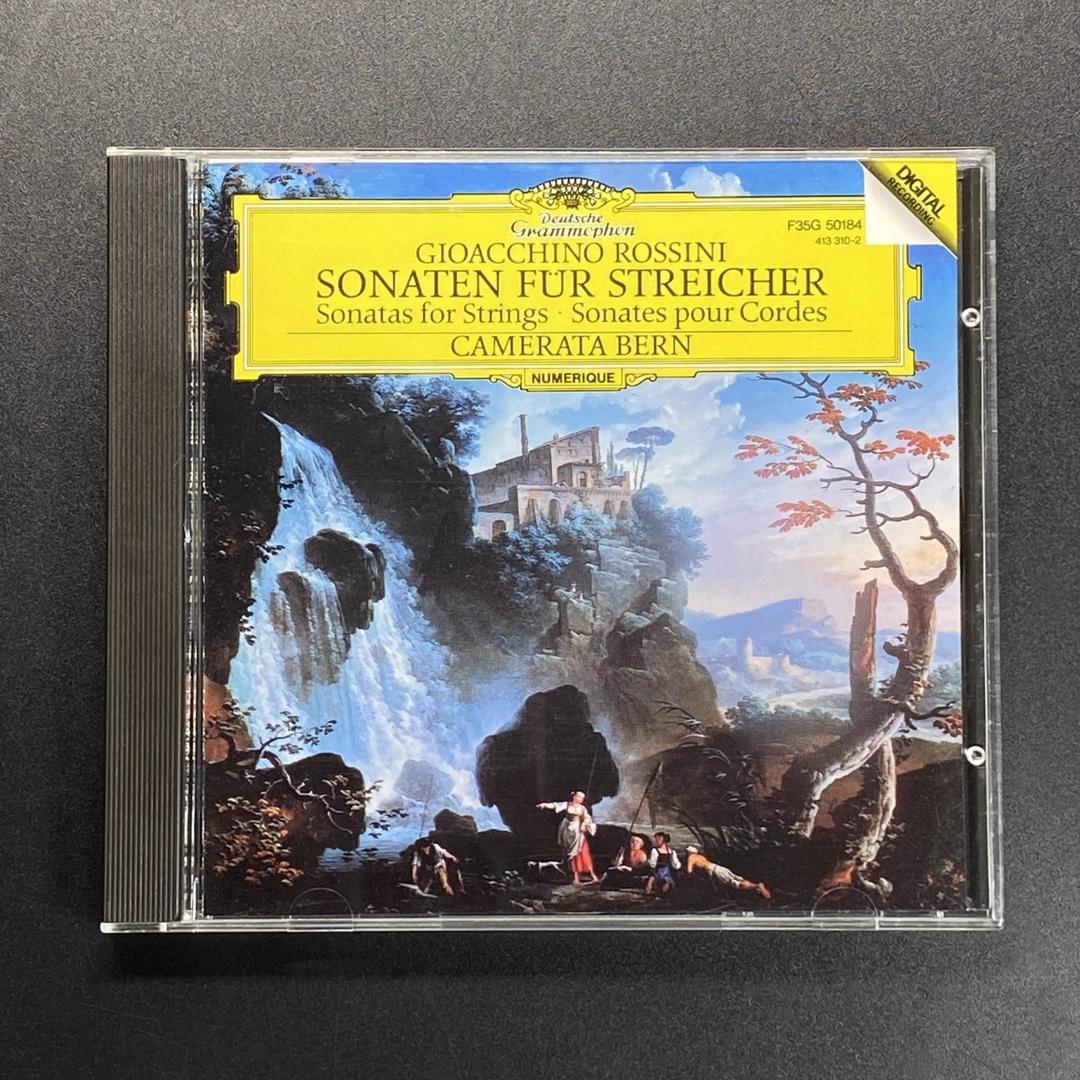 DIGITAL
RECORDING
Deutsche
Grammophon
F35G 50184
413 310-2
GIOACCHINO ROSSINI
SONATEN FÜR STREICHER
Sonatas for Strings · Sonates pour Cordes
CAMERATA BERN
NUMERIQUE